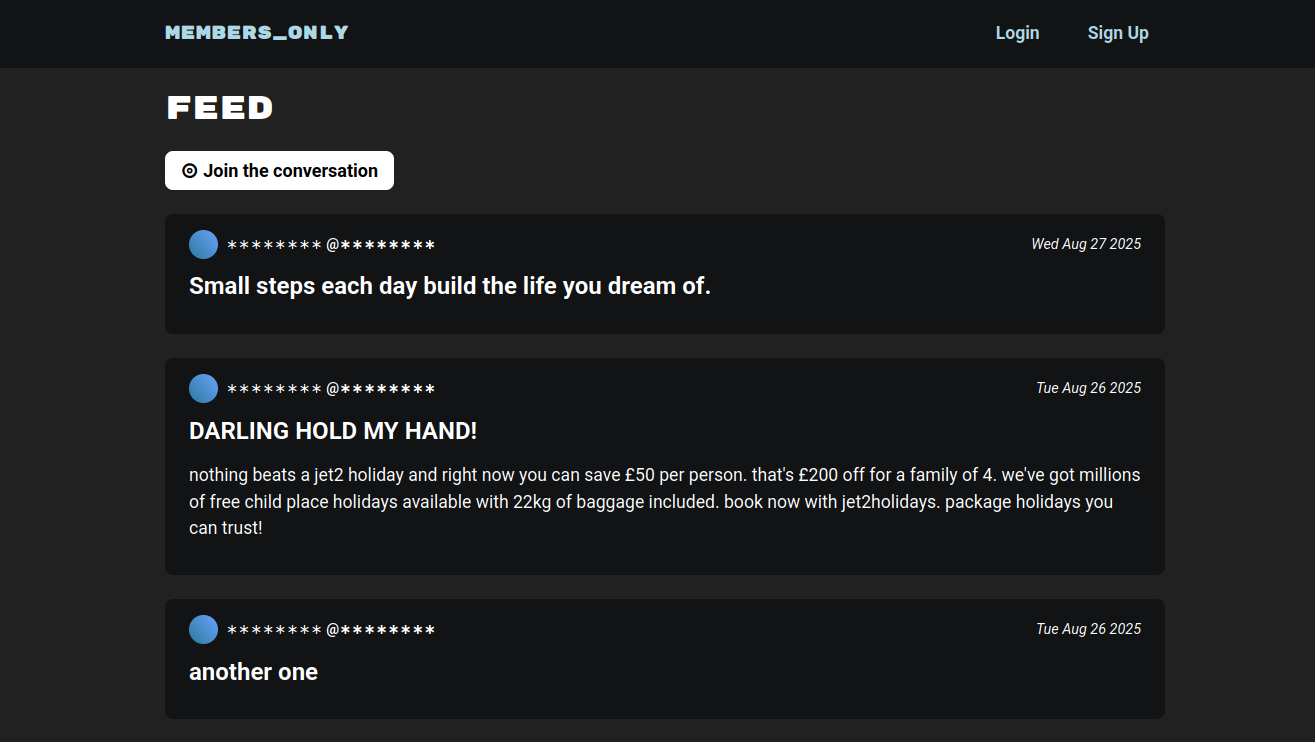 MEMBERS_ONLY
Login
Sign Up
FEED
Join the conversation
******** @********
Wed Aug 27 2025
Small steps each day build the life you dream of.
******** @********
Tue Aug 26 2025
DARLING HOLD MY HAND!
nothing beats a jet2 holiday and right now you can save £50 per person. that's £200 off for a family of 4. we've got millions
of free child place holidays available with 22kg of baggage included. book now with jet2holidays. package holidays you
can trust!
******** @********
Tue Aug 26 2025
another one